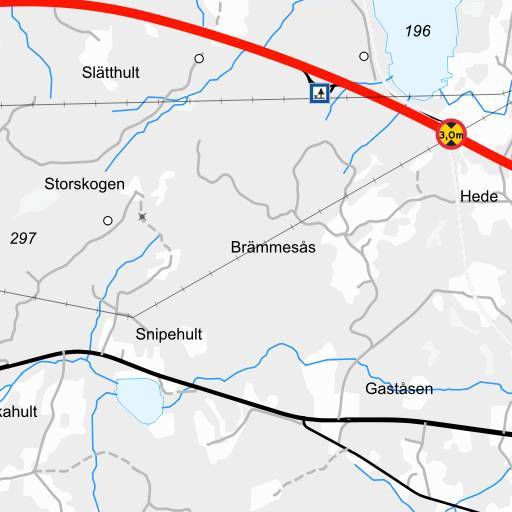 196
Slätthult
3,0m
Storskogen
Hede
297
Brämmesås
Snipehult
Gaståsen
kahult